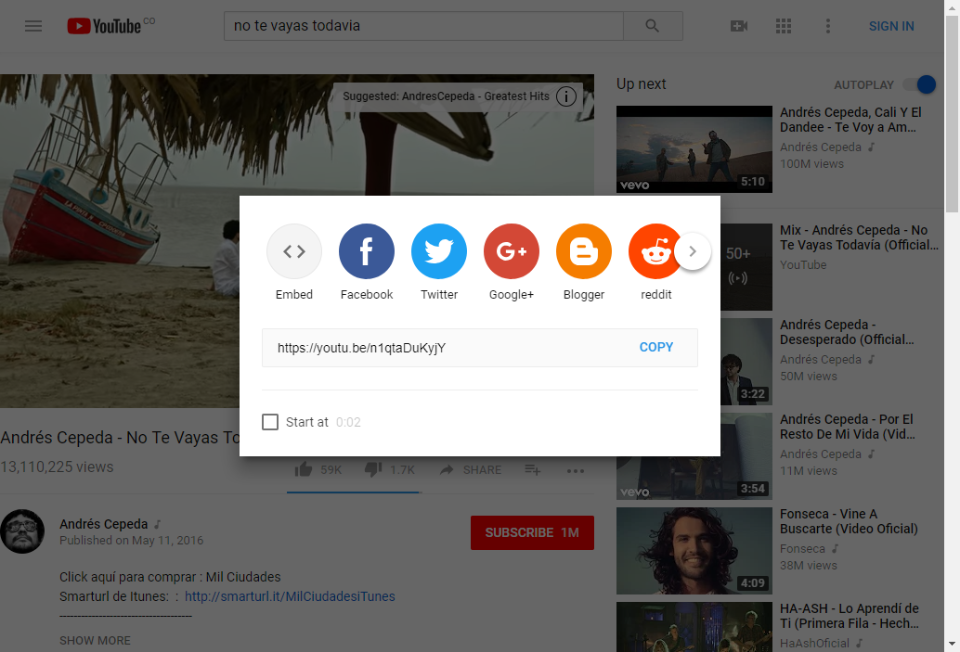 YouTube CO
no te vayas todavia
SIGN IN
Suggested: AndresCepeda - Greatest Hits
Up next
AUTOPLAY
Andrés Cepeda, Cali Y El
Dandee - Te Voy a Am...
Andrés Cepeda
100M views
vevo
5:10
Embed
Facebook
Twitter
G+
Google+
Blogger
reddit
https://youtu.be/n1qtaDuKyjY
COPY
Start at 0:02
50+
Mix - Andrés Cepeda - No
Te Vayas Todavía (Official...
YouTube
Andrés Cepeda -
Desesperado (Official...
Andrés Cepeda
50M views
3:22
Andrés Cepeda - Por El
Resto De Mi Vida (Vid...
Andrés Cepeda
11M views
vevo
3:54
Fonseca - Vine A
Buscarte (Video Oficial)
Fonseca
38M views
4:09
HA-ASH - Lo Aprendí de
Ti (Primera Fila - Hech...
HaAshOficial
Andrés Cepeda - No Te Vayas To
13,110,225 views
59K
1.7K
SHARE
Andrés Cepeda
Published on May 11, 2016
SUBSCRIBE 1M
Click aquí para comprar : Mil Ciudades
Smarturl de Itunes: : http://smarturl.it/MilCiudadesiTunes
--------------------------------------
SHOW MORE